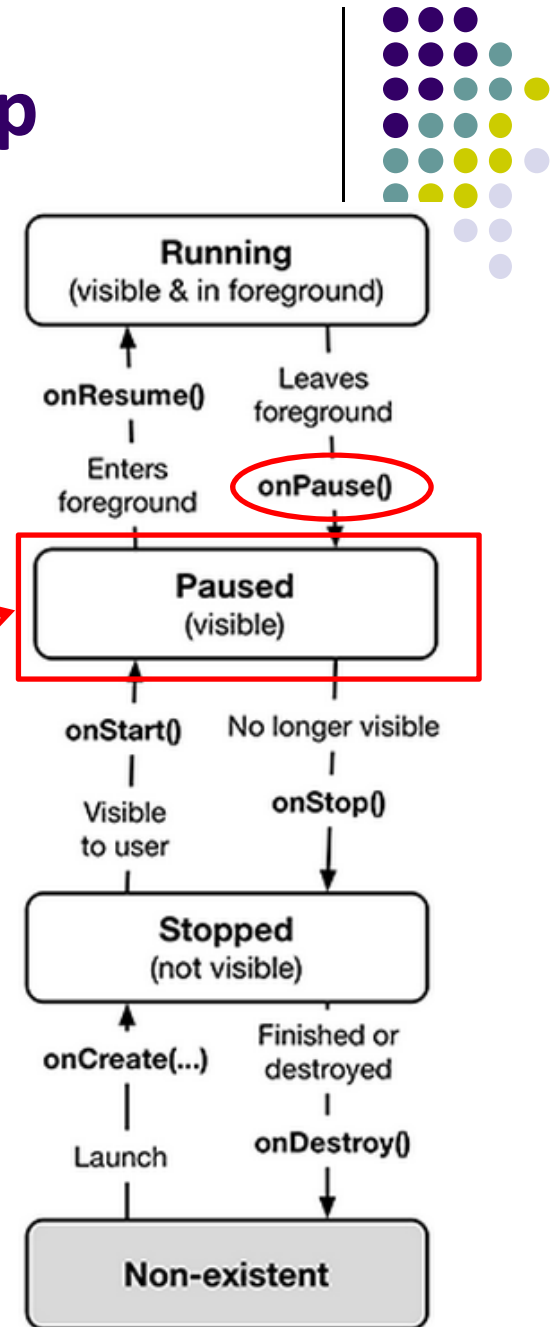 p
Running
(visible & in foreground)
onResume()
Enters
foreground
Leaves
foreground
onPause()
Paused
(visible)
onStart()
Visible
to user
No longer visible
onStop()
Stopped
(not visible)
onCreate(...)
Launch
Finished or
destroyed
onDestroy()
Non-existent